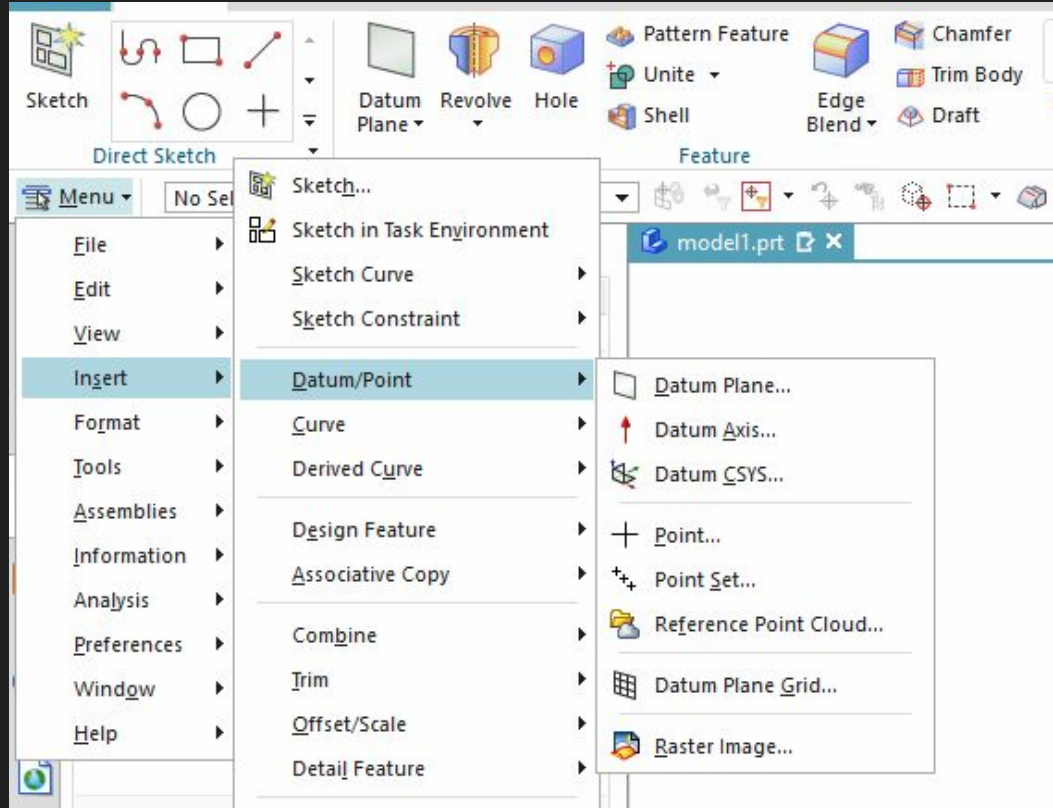 Sketch
Datum
Plane
Revolve
Hole
Pattern Feature
Unite
Shell
Edge
Blend
Chamfer
Trim Body
Draft
Direct Sketch
Feature
Menu
No Sel
model1.prt
File
Edit
View
Insert
Format
Tools
Assemblies
Information
Analysis
Preferences
Window
Help
Sketch...
Sketch in Task Environment
Sketch Curve
Sketch Constraint
Datum/Point
Curve
Derived Curve
Design Feature
Associative Copy
Combine
Trim
Offset/Scale
Detail Feature
Datum Plane...
Datum Axis...
Datum CSYS...
Point...
Point Set...
Reference Point Cloud...
Datum Plane Grid...
Raster Image...